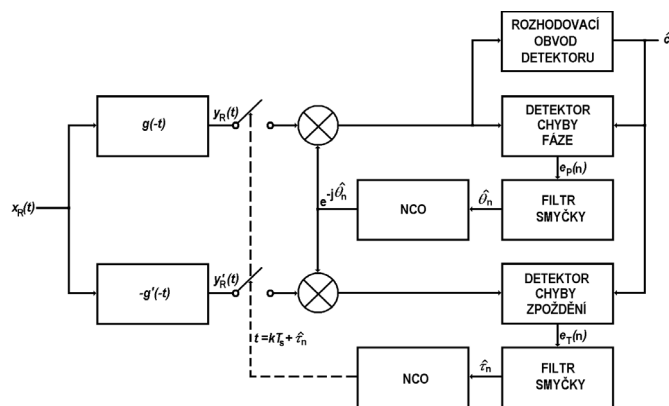 ROZHODOVACÍ
OBVOD
DETEKTORU
ĉ
g(-t)
y_R(t)
DETEKTOR
CHYBY
FÁZE
e_P(n)
x_R(t)
e^{-jθ̂_n}
NCO
θ̂_n
FILTR
SMYČKY
-g'(-t)
y'_R(t)
DETEKTOR
CHYBY
ZPOŽDĚNÍ
t = kT_s + τ̂_n
e_T(n)
NCO
τ̂_n
FILTR
SMYČKY